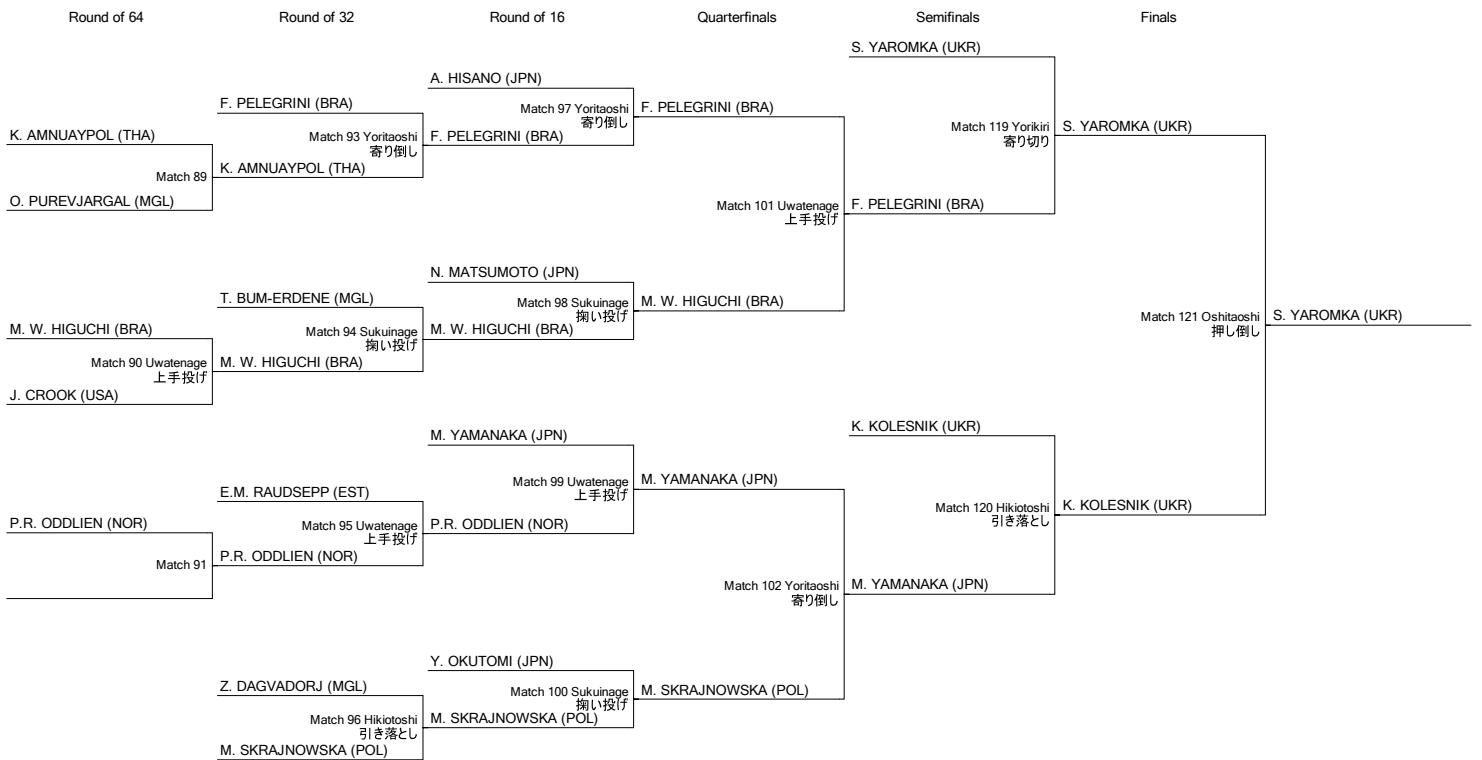 Round of 64
Round of 32
Round of 16
Quarterfinals
Semifinals
Finals
K. AMNUAYPOL (THA)
Match 89
O. PUREVJARGAL (MGL)
M. W. HIGUCHI (BRA)
Match 90 Uwatenage
上手投げ
J. CROOK (USA)
P.R. ODDLIEN (NOR)
Match 91
F. PELEGRINI (BRA)
Match 93 Yoritaoshi
寄り倒し
K. AMNUAYPOL (THA)
T. BUM-ERDENE (MGL)
Match 94 Sukuinage
掬い投げ
M. W. HIGUCHI (BRA)
E.M. RAUDSEPP (EST)
Match 95 Uwatenage
上手投げ
P.R. ODDLIEN (NOR)
Z. DAGVADORJ (MGL)
Match 96 Hikiotoshi
引き落とし
M. SKRAJNOWSKA (POL)
A. HISANO (JPN)
Match 97 Yoritaoshi
寄り倒し
F. PELEGRINI (BRA)
N. MATSUMOTO (JPN)
Match 98 Sukuinage
掬い投げ
M. W. HIGUCHI (BRA)
M. YAMANAKA (JPN)
Match 99 Uwatenage
上手投げ
P.R. ODDLIEN (NOR)
Y. OKUTOMI (JPN)
Match 100 Sukuinage
掬い投げ
M. SKRAJNOWSKA (POL)
F. PELEGRINI (BRA)
Match 101 Uwatenage
上手投げ
M. W. HIGUCHI (BRA)
M. YAMANAKA (JPN)
Match 102 Yoritaoshi
寄り倒し
M. SKRAJNOWSKA (POL)
S. YAROMKA (UKR)
Match 119 Yorikiri
寄り切り
F. PELEGRINI (BRA)
K. KOLESNIK (UKR)
Match 120 Hikiotoshi
引き落とし
M. YAMANAKA (JPN)
S. YAROMKA (UKR)
Match 121 Oshitaoshi
押し倒し
K. KOLESNIK (UKR)
S. YAROMKA (UKR)